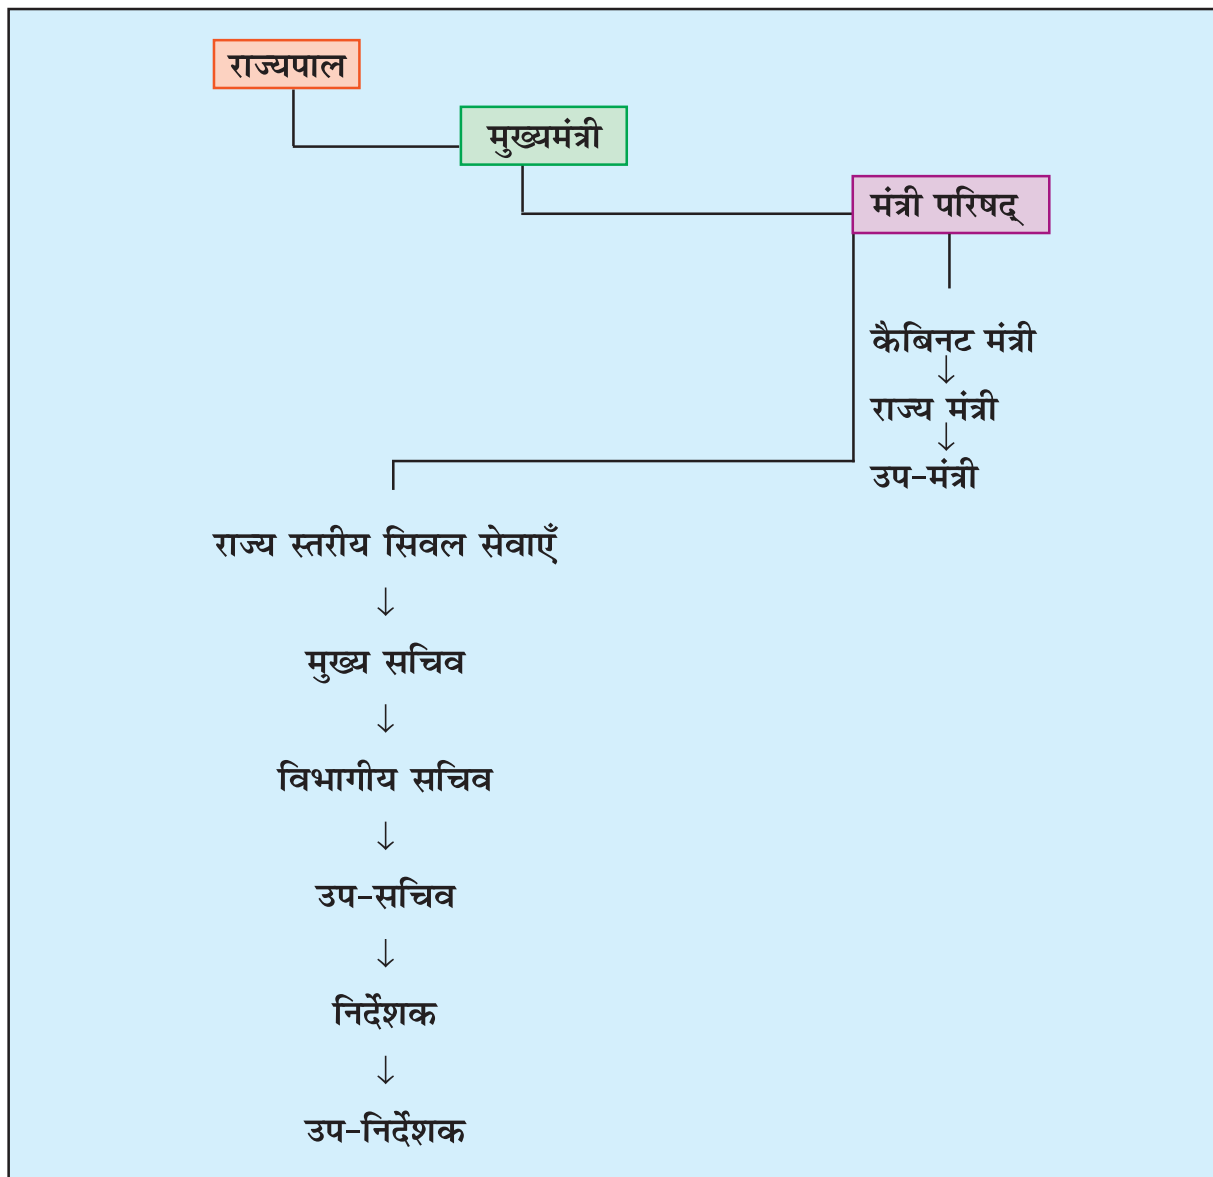 राज्यपाल
मुख्यमंत्री
मंत्री परिषद्
कैबिनट मंत्री
↓
राज्य मंत्री
↓
उप-मंत्री
राज्य स्तरीय सिवल सेवाएँ
↓
मुख्य सचिव
↓
विभागीय सचिव
↓
उप-सचिव
↓
निर्देशक
↓
उप-निर्देशक